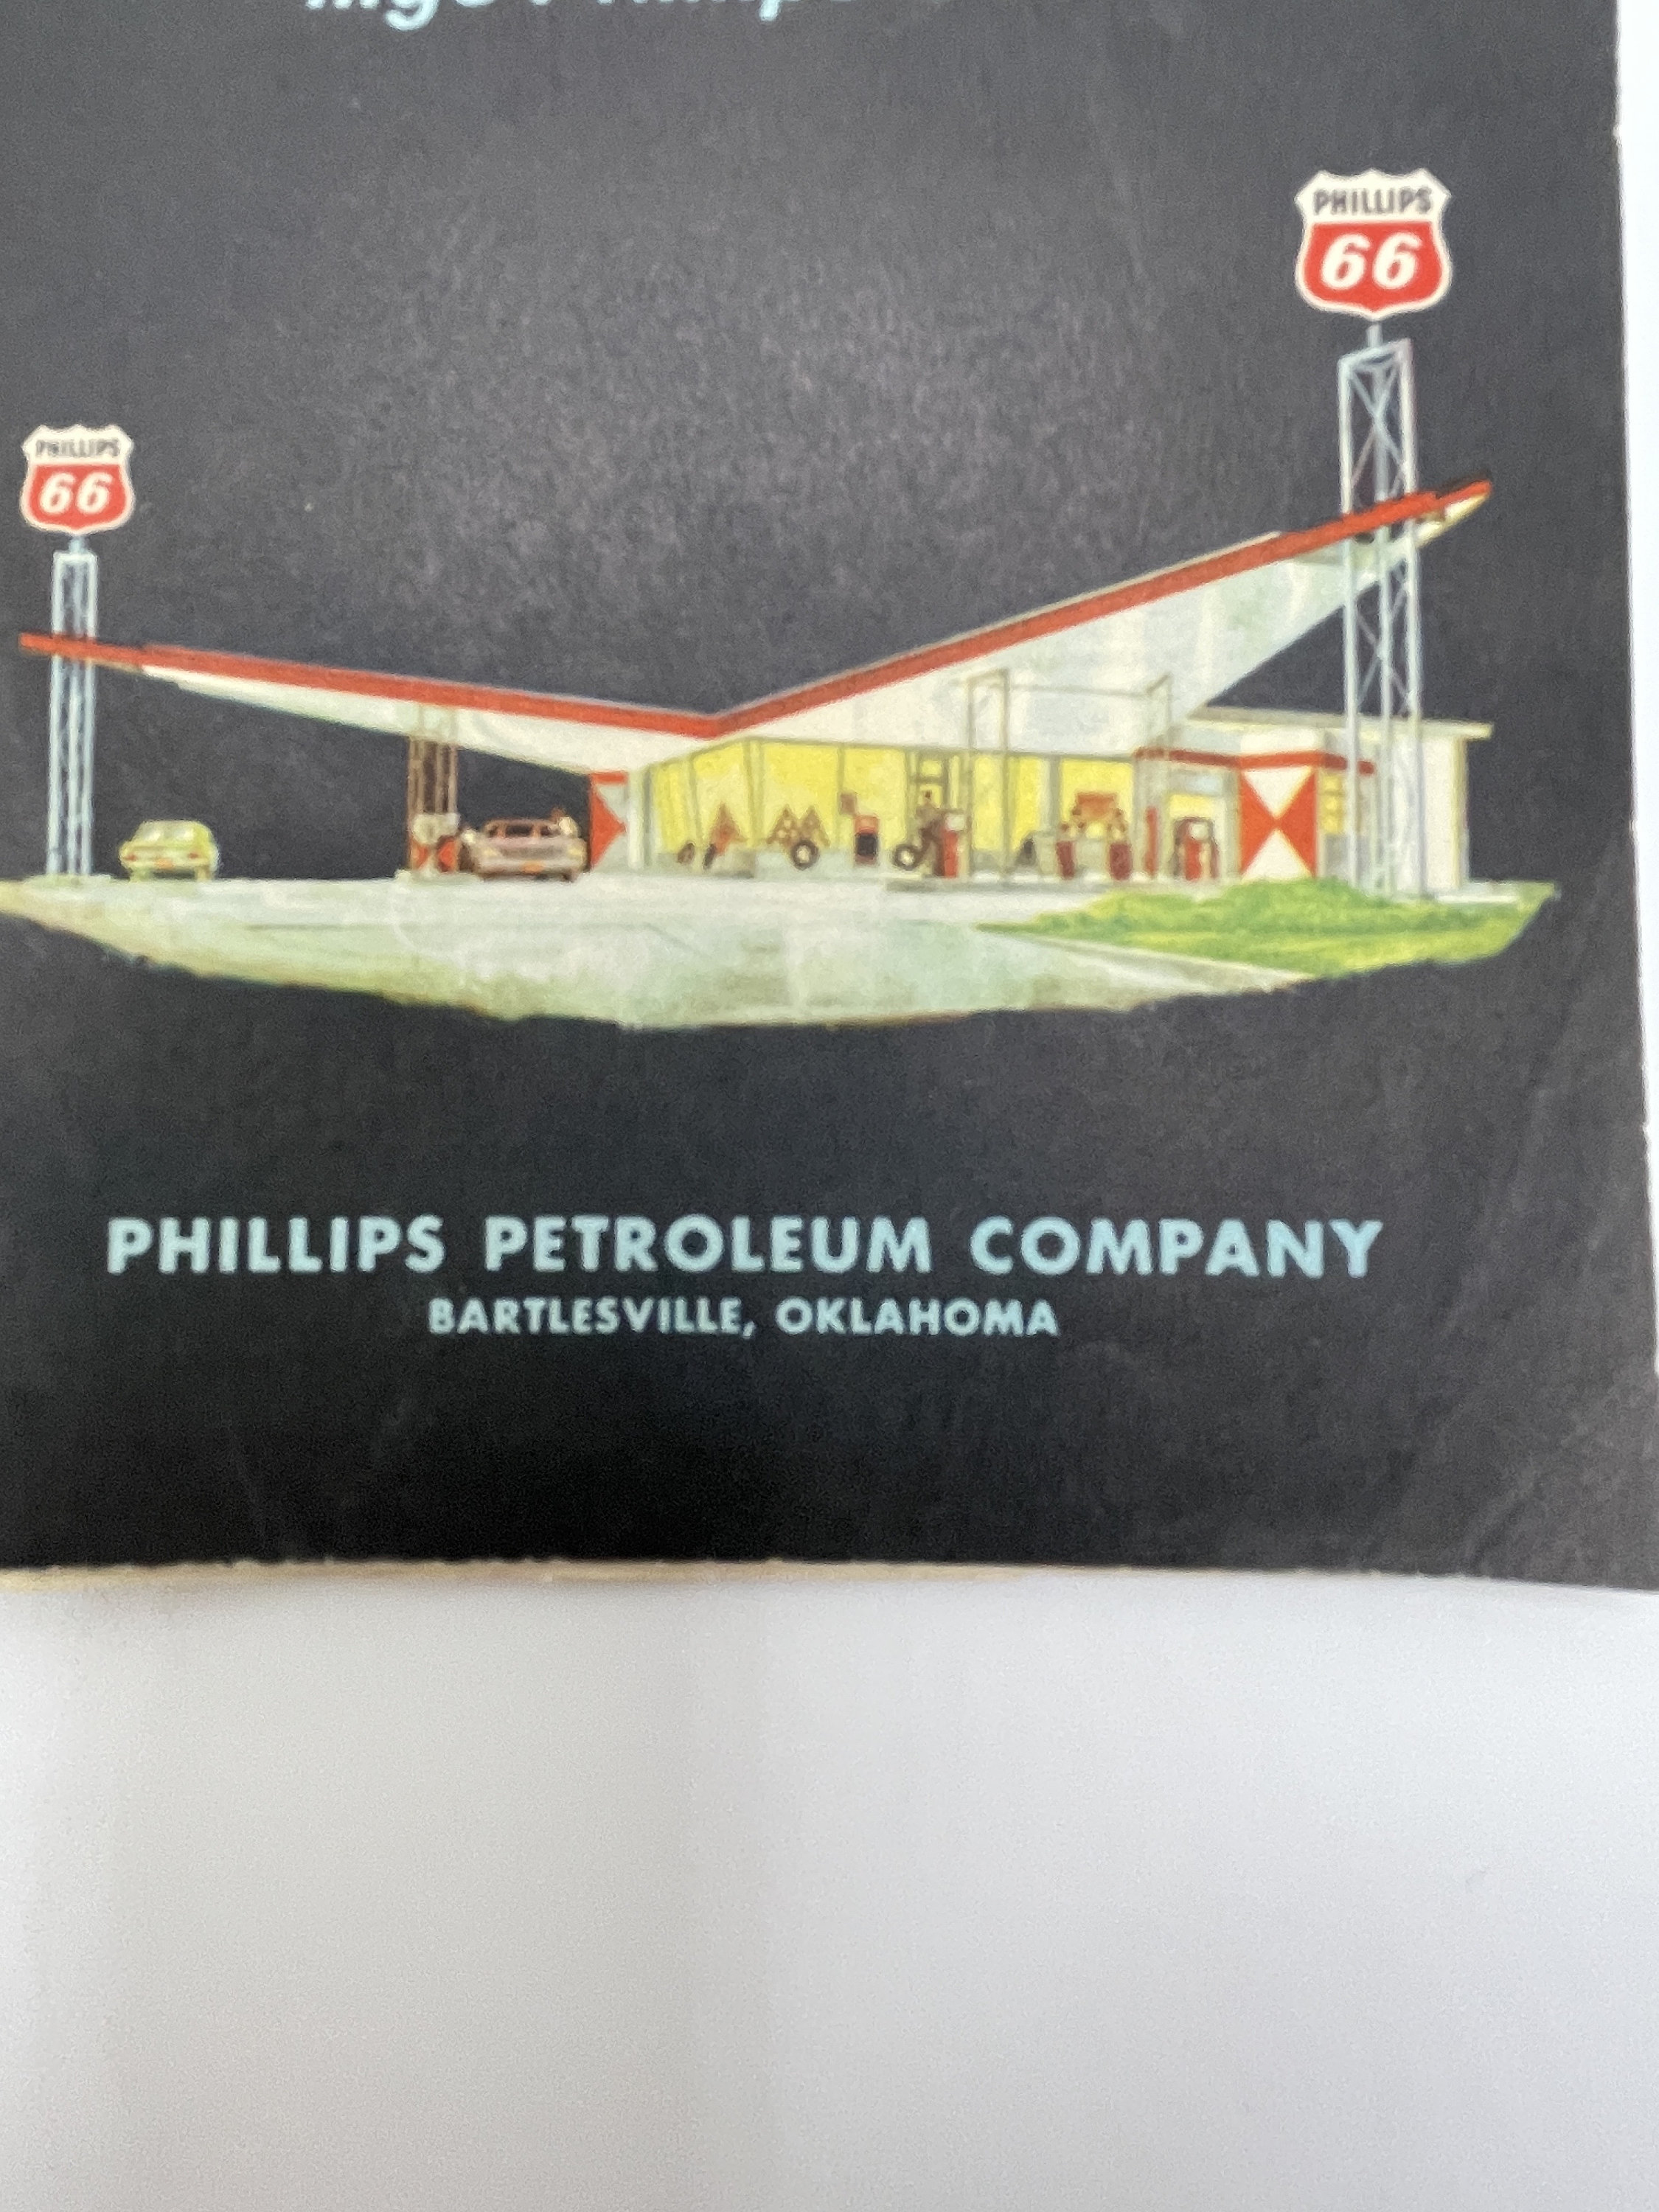 PHILLIPS
66
PHILLIPS
66
PHILLIPS PETROLEUM COMPANY
BARTLESVILLE, OKLAHOMA